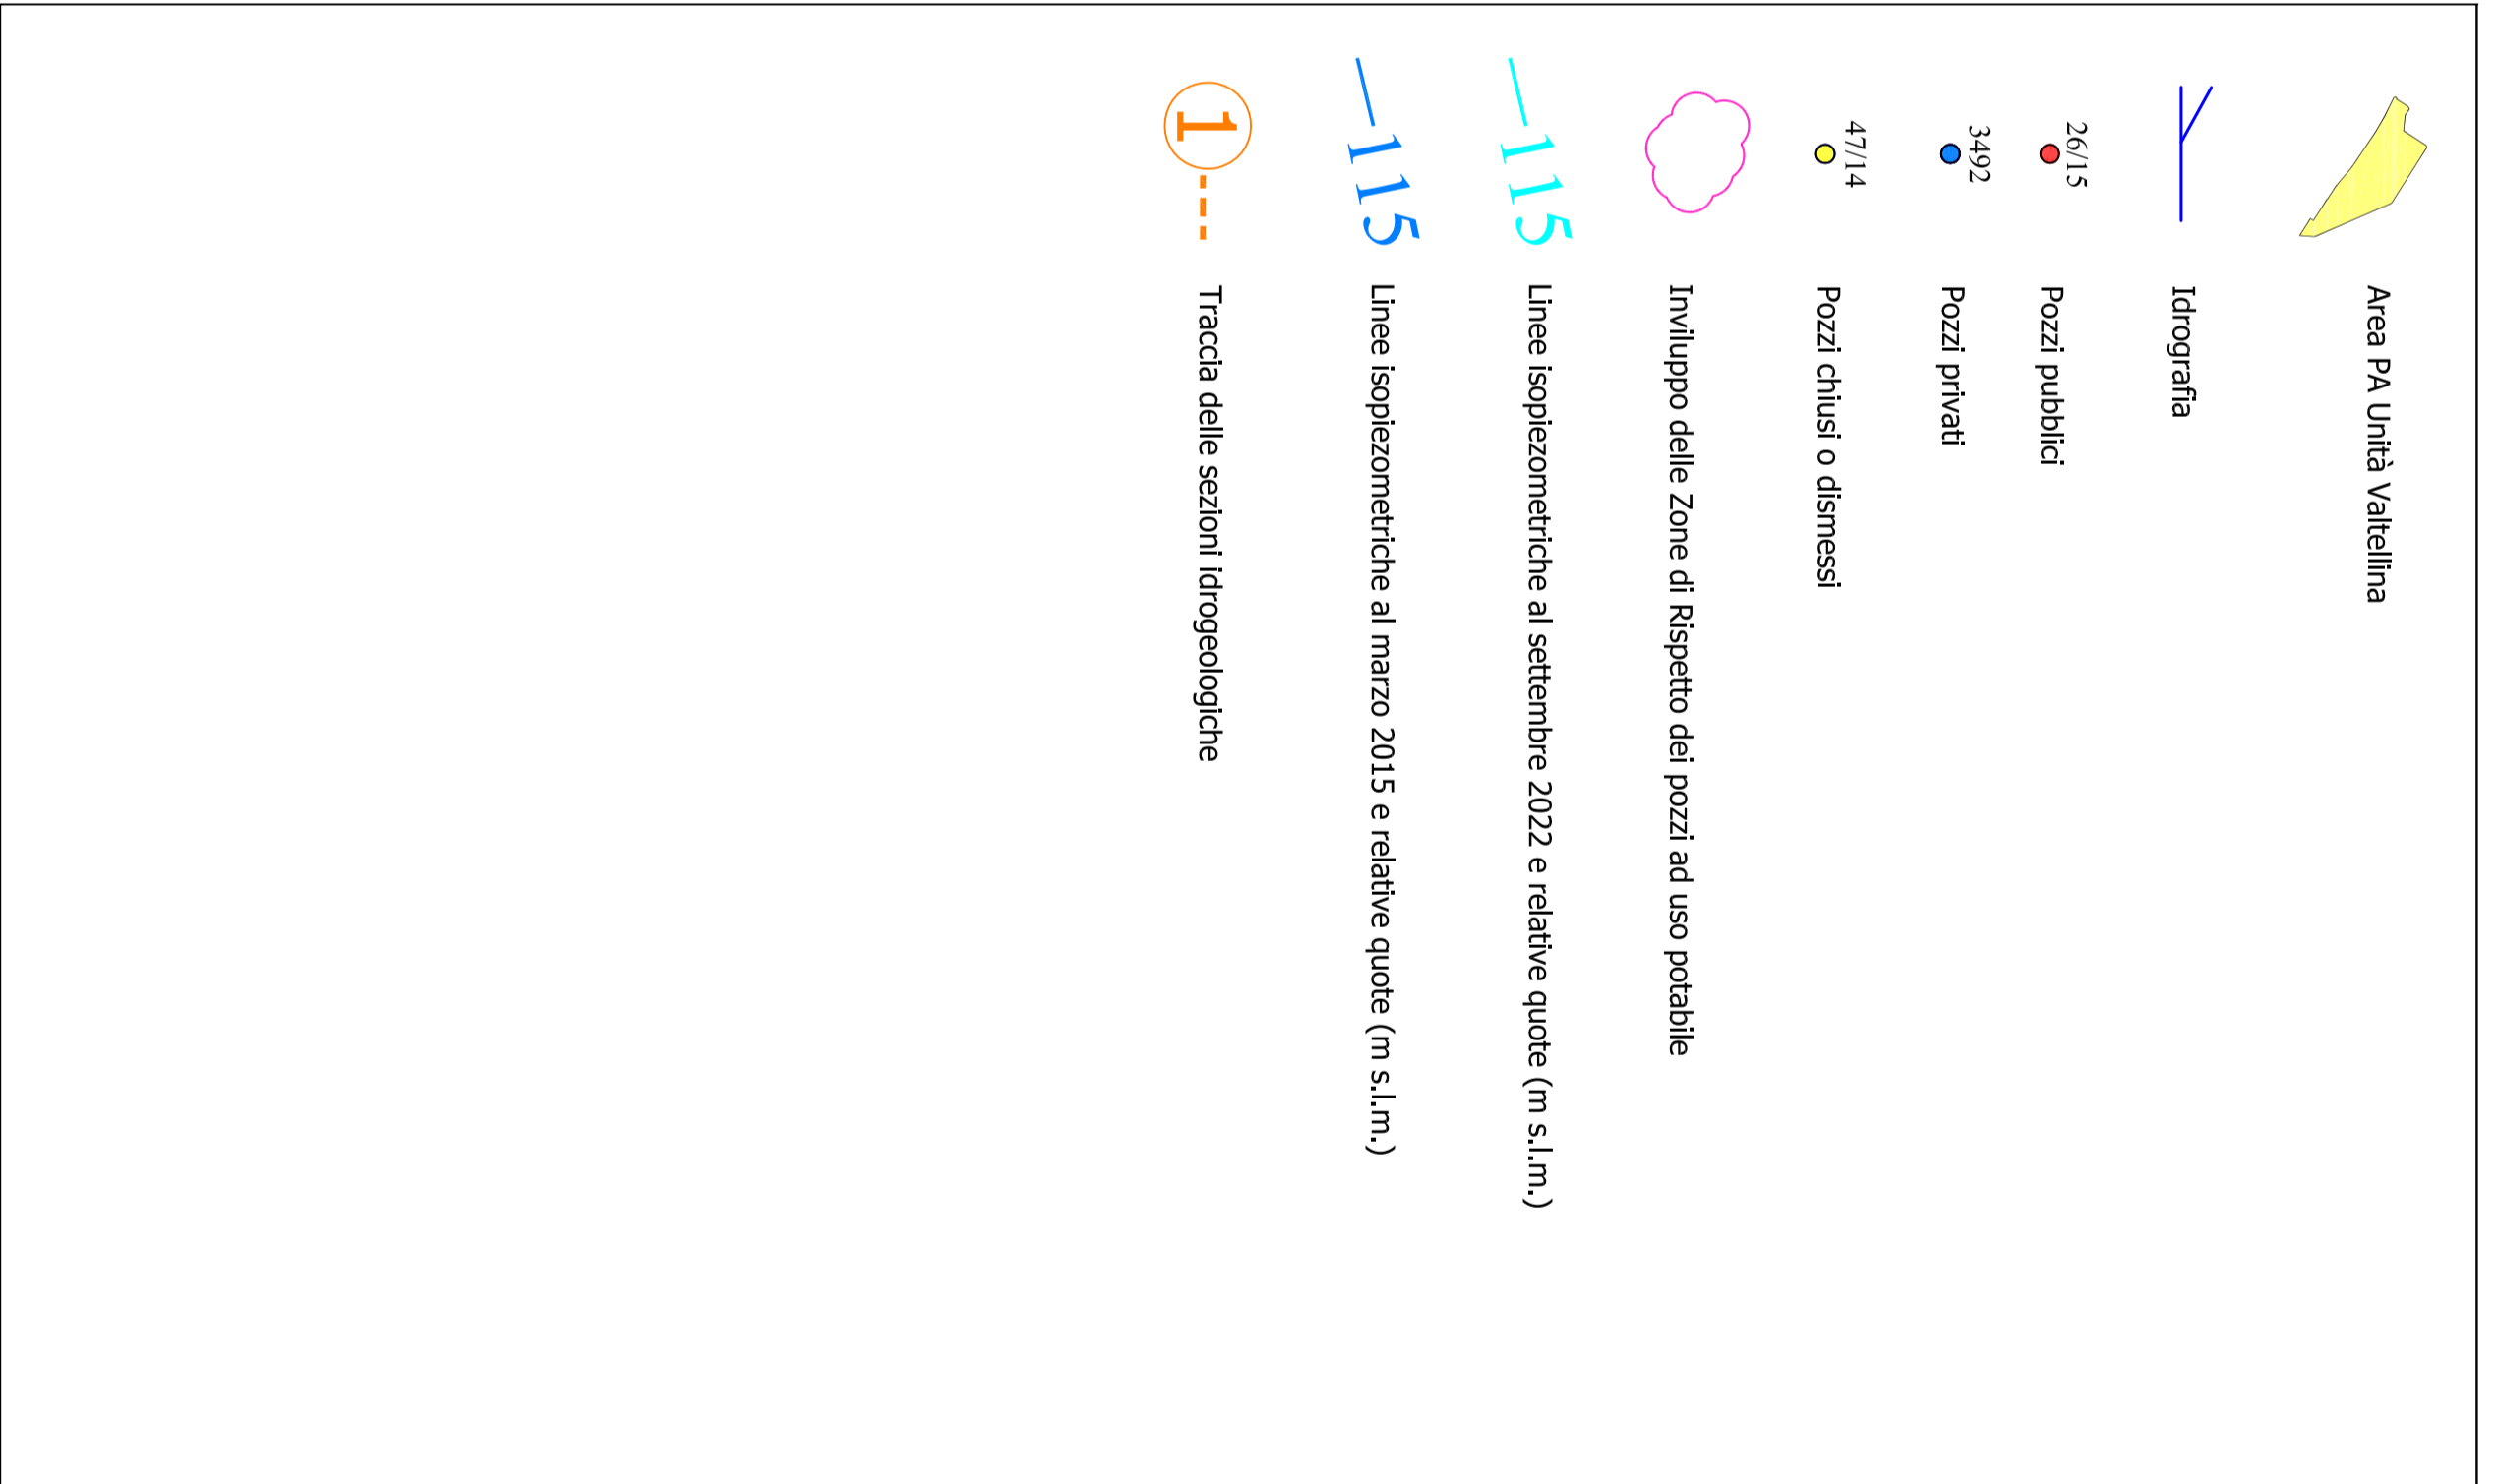 Area PA Unità Valtellina
Idrografia
26/15
Pozzi pubblici
3492
Pozzi privati
47/14
Pozzi chiusi o dismessi
Inviluppo delle Zone di Rispetto dei pozzi ad uso potabile
115
Linee isopiezometriche al settembre 2022 e relative quote (m s.l.m.)
115
Linee isopiezometriche al marzo 2015 e relative quote (m s.l.m.)
1
Traccia delle sezioni idrogeologiche